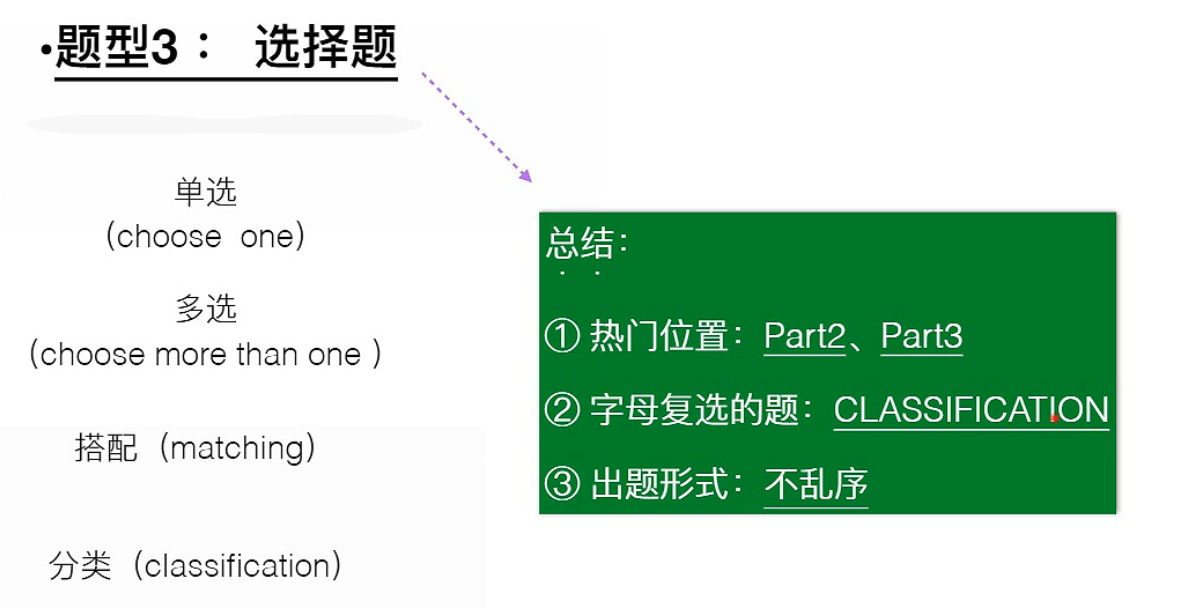 •题型3： 选择题
单选
（choose one）
多选
（choose more than one ）
搭配（matching）
分类（classification）
总结：
① 热门位置：Part2、Part3
② 字母复选的题：CLASSIFICATION
③ 出题形式：不乱序